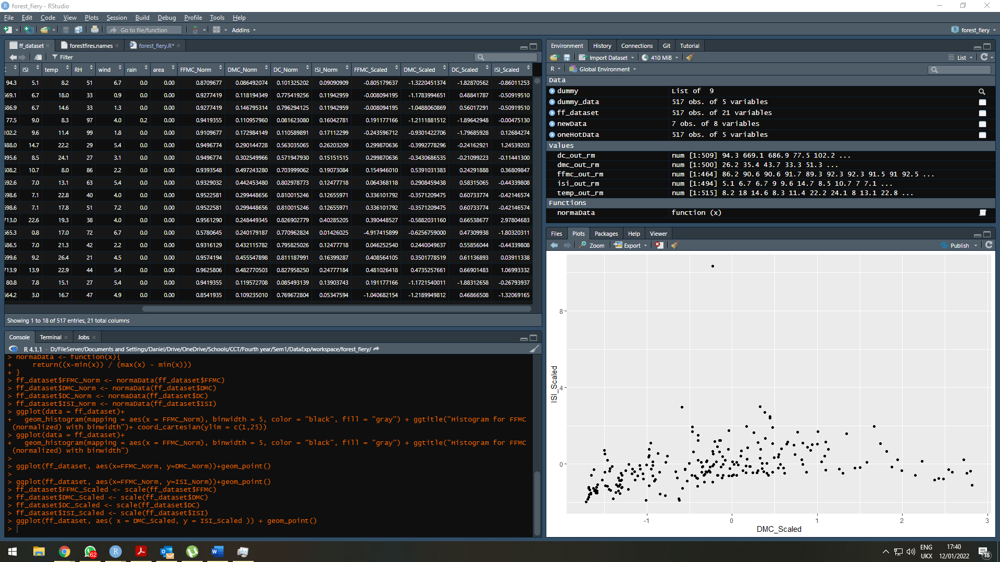 forest_fiery - RStudio
File Edit Code View Plots Session Build Debug Profile Tools Help
Go to file/function Addins forest_fiery
ff_dataset forestfires.names forest_fiery.R*
Filter
ISI temp RH wind rain area FFMC_Norm DMC_Norm DC_Norm ISI_Norm FFMC_Scaled DMC_Scaled DC_Scaled ISI_Scaled
94.3 5.1 8.2 51 6.7 0.0 0.00 0.8709677 0.086492074 0.101325202 0.09090909 -0.805179637 -1.3220451374 -1.82870562 -0.86011253
669.1 6.7 18.0 33 0.9 0.0 0.00 0.9277419 0.118194349 0.775419256 0.11942959 -0.008094195 -1.1783994651 0.48841787 -0.50919510
686.9 6.7 14.6 33 1.3 0.0 0.00 0.9277419 0.146795314 0.796294125 0.11942959 -0.008094195 -1.0488060869 0.56017291 -0.50919510
77.5 9.0 8.3 97 4.0 0.2 0.00 0.9419355 0.110957960 0.081623080 0.16042781 0.191177166 -1.2111881512 -1.89642948 -0.00475130
102.2 9.6 11.4 99 1.8 0.0 0.00 0.9109677 0.172984149 0.110589891 0.17112299 -0.243596712 -0.9301422706 -1.79685928 0.12684274
488.0 14.7 22.2 29 5.4 0.0 0.00 0.9496774 0.290144728 0.563035065 0.26203209 0.299870636 -0.3992778296 -0.24162921 1.24539203
495.6 8.5 24.1 27 3.1 0.0 0.00 0.9496774 0.302549966 0.571947930 0.15151515 0.299870636 -0.3430686535 -0.21099223 -0.11441300
608.2 10.7 8.0 86 2.2 0.0 0.00 0.9393548 0.497243280 0.703999062 0.19073084 0.154946010 0.5391031383 0.24291888 0.36809847
692.6 7.0 13.1 63 5.4 0.0 0.00 0.9329032 0.442453480 0.802978773 0.12477718 0.064368118 0.2908459438 0.58315065 -0.44339808
698.6 7.1 22.8 40 4.0 0.0 0.00 0.9522581 0.299448656 0.810015246 0.12655971 0.336101792 -0.3571209475 0.60733774 -0.42146574
698.6 7.1 17.8 51 7.2 0.0 0.00 0.9522581 0.299448656 0.810015246 0.12655971 0.336101792 -0.3571209475 0.60733774 -0.42146574
713.0 22.6 19.3 38 4.0 0.0 0.00 0.9561290 0.248449345 0.826902779 0.40285205 0.390448527 -0.5882031160 0.66538677 2.97804683
665.3 0.8 17.0 72 6.7 0.0 0.00 0.5780645 0.240179187 0.770962824 0.01426025 -4.917415899 -0.6256759000 0.47309938 -1.80320311
686.5 7.0 21.3 42 2.2 0.0 0.00 0.9316129 0.432115782 0.795825026 0.12477718 0.046252540 0.2440049637 0.55856044 -0.44339808
699.6 9.2 26.4 21 4.5 0.0 0.00 0.9574194 0.455547898 0.811187991 0.16399287 0.408564105 0.3501778519 0.61136893 0.03911338
713.9 13.9 22.9 44 5.4 0.0 0.00 0.9625806 0.482770503 0.827958250 0.24777184 0.481026418 0.4735257661 0.66901483 1.06993332
80.8 7.8 15.1 27 5.4 0.0 0.00 0.9419355 0.119572708 0.085493139 0.13903743 0.191177166 -1.1721540011 -1.88312658 -0.26793937
664.2 3.0 16.7 47 4.9 0.0 0.00 0.8541935 0.109235010 0.769672804 0.05347594 -1.040682154 -1.2189949812 0.46866508 -1.32069165
Showing 1 to 18 of 517 entries, 21 total columns
Console Terminal Jobs
R 4.1.1 · D:/FileServer/Documents and Settings/Daniel/Drive/OneDrive/Schools/CCT/Fourth year/Sem1/DataExp/workspace/forest_fiery/
> normaData <- function(x){
+     return((x-min(x)) / (max(x) - min(x)))
+ }
> ff_dataset$FFMC_Norm <- normaData(ff_dataset$FFMC)
> ff_dataset$DMC_Norm <- normaData(ff_dataset$DMC)
> ff_dataset$DC_Norm <- normaData(ff_dataset$DC)
> ff_dataset$ISI_Norm <- normaData(ff_dataset$ISI)
> ggplot(data = ff_dataset)+
+   geom_histogram(mapping = aes(x = FFMC_Norm), binwidth = 5, color = "black", fill = "gray") + ggtitle("Histogram for FFMC
(normalized) with binwidth")+ coord_cartesian(ylim = c(1,25))
> ggplot(data = ff_dataset)+
+   geom_histogram(mapping = aes(x = FFMC_Norm), binwidth = 5, color = "black", fill = "gray") + ggtitle("Histogram for FFMC
(normalized) with binwidth")
>
> ggplot(ff_dataset, aes(x=FFMC_Norm, y=DMC_Norm))+geom_point()
>
> ggplot(ff_dataset, aes(x=FFMC_Norm, y=ISI_Norm))+geom_point()
> ff_dataset$FFMC_Scaled <- scale(ff_dataset$FFMC)
> ff_dataset$DMC_Scaled <- scale(ff_dataset$DMC)
> ff_dataset$DC_Scaled <- scale(ff_dataset$DC)
> ff_dataset$ISI_Scaled <- scale(ff_dataset$ISI)
> ggplot(ff_dataset, aes( x = DMC_Scaled, y = ISI_Scaled )) + geom_point()
>
Environment History Connections Git Tutorial
Import Dataset 410 MiB List
R Global Environment
Data
dummy List of 9
dummy_data 517 obs. of 5 variables
ff_dataset 517 obs. of 21 variables
newData 7 obs. of 8 variables
oneHotData 517 obs. of 5 variables
Values
dc_out_rm num [1:509] 94.3 669.1 686.9 77.5 102.2 ...
dmc_out_rm num [1:500] 26.2 35.4 43.7 33.3 51.3 ...
ffmc_out_rm num [1:464] 86.2 90.6 90.6 91.7 89.3 92.3 92.3 91.5 91 92.5 ...
isi_out_rm num [1:494] 5.1 6.7 6.7 9 9.6 14.7 8.5 10.7 7 7.1 ...
temp_out_rm num [1:515] 8.2 18 14.6 8.3 11.4 22.2 24.1 8 13.1 22.8 ...
Functions
normaData function (x)
Files Plots Packages Help Viewer
Zoom Export Publish
8
4
0
ISI_Scaled
-1 0 1 2 3
DMC_Scaled
62
ENG
UKX
17:40
12/01/2022
18